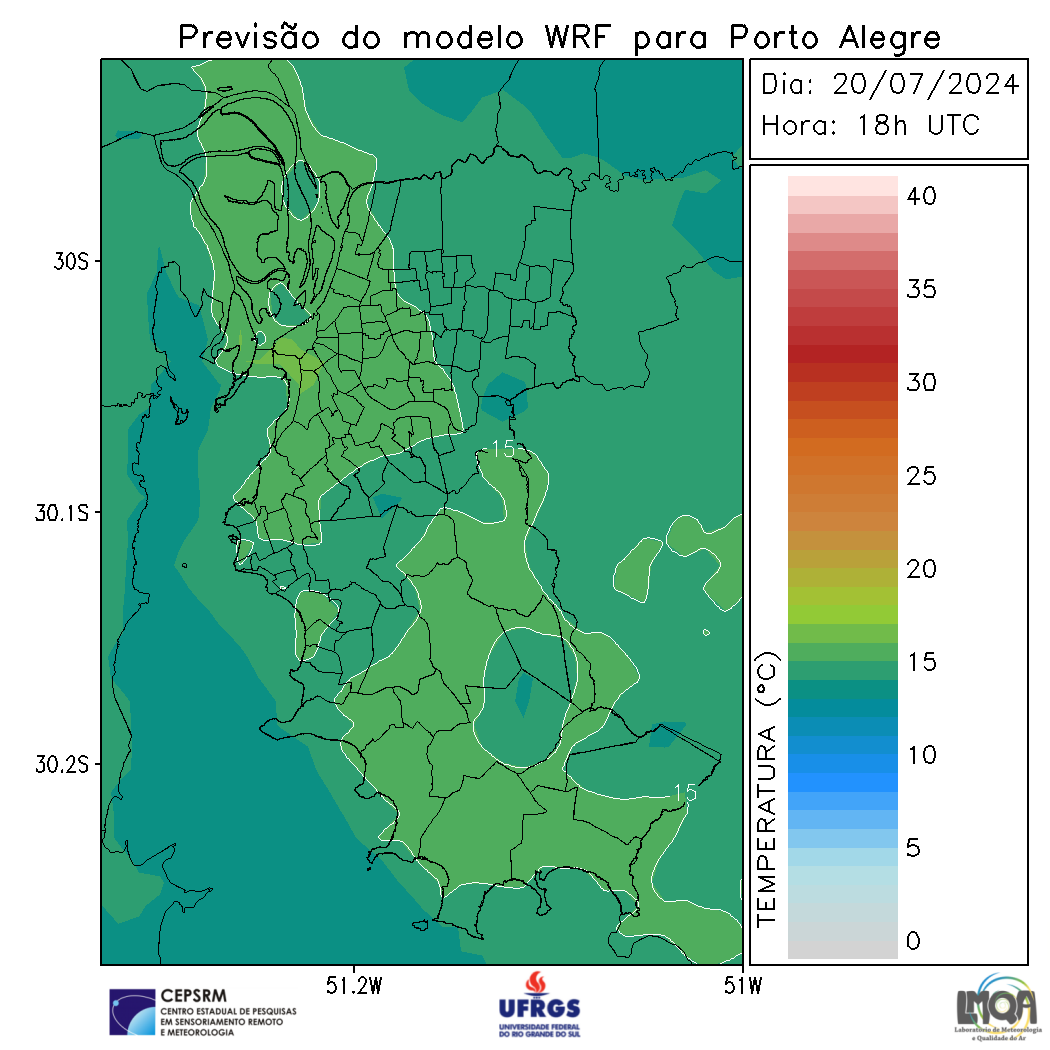 Previsão do modelo WRF para Porto Alegre
Dia: 20/07/2024
Hora: 18h UTC
40
35
30
25
20
15
10
5
0
TEMPERATURA (°C)
30S
30.1S
30.2S
15
15
51.2W
51W
CEPSRM
CENTRO ESTADUAL DE PESQUISAS
EM SENSORIAMENTO REMOTO
E METEOROLOGIA
UFRGS
UNIVERSIDADE FEDERAL
DO RIO GRANDE DO SUL
LMQA
Laboratório de Meteorologia
e Qualidade do Ar